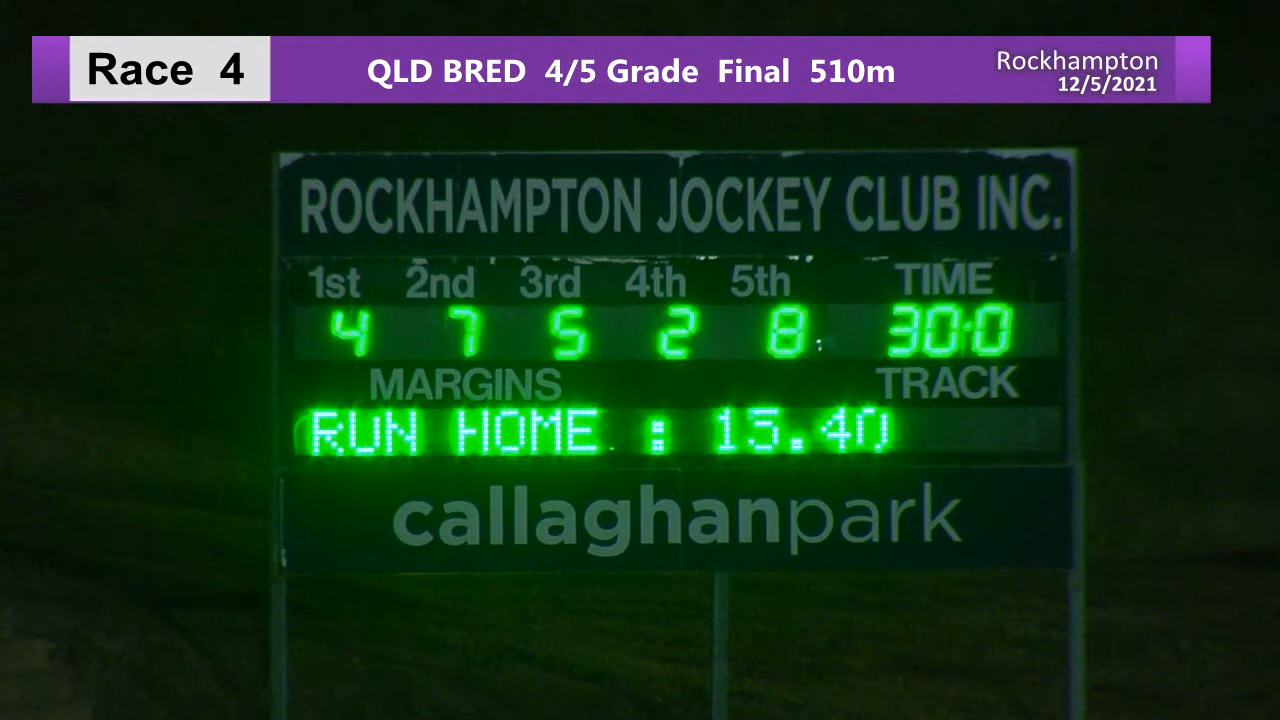 Race 4
QLD BRED 4/5 Grade Final 510m
Rockhampton
12/5/2021
ROCKHAMPTON JOCKEY CLUB INC.
1st 2nd 3rd 4th 5th TIME
4 7 5 2 8 30:0
MARGINS TRACK
RUN HOME : 15.40
callaghanpark